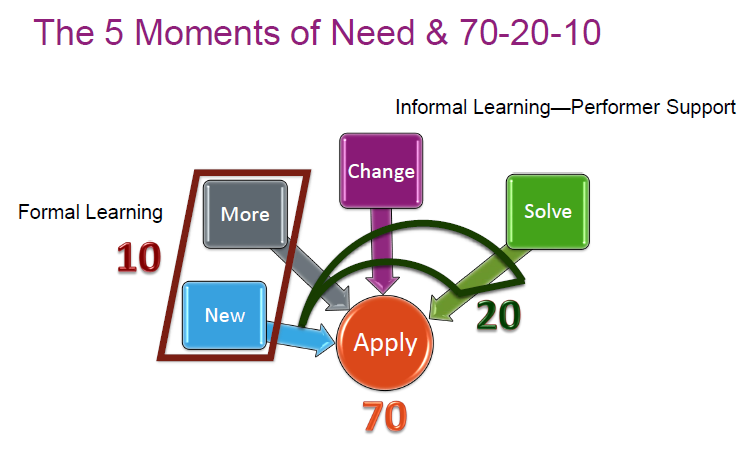 The 5 Moments of Need & 70-20-10
Informal Learning—Performer Support
Change
Formal Learning
More
Solve
10
New
20
Apply
70